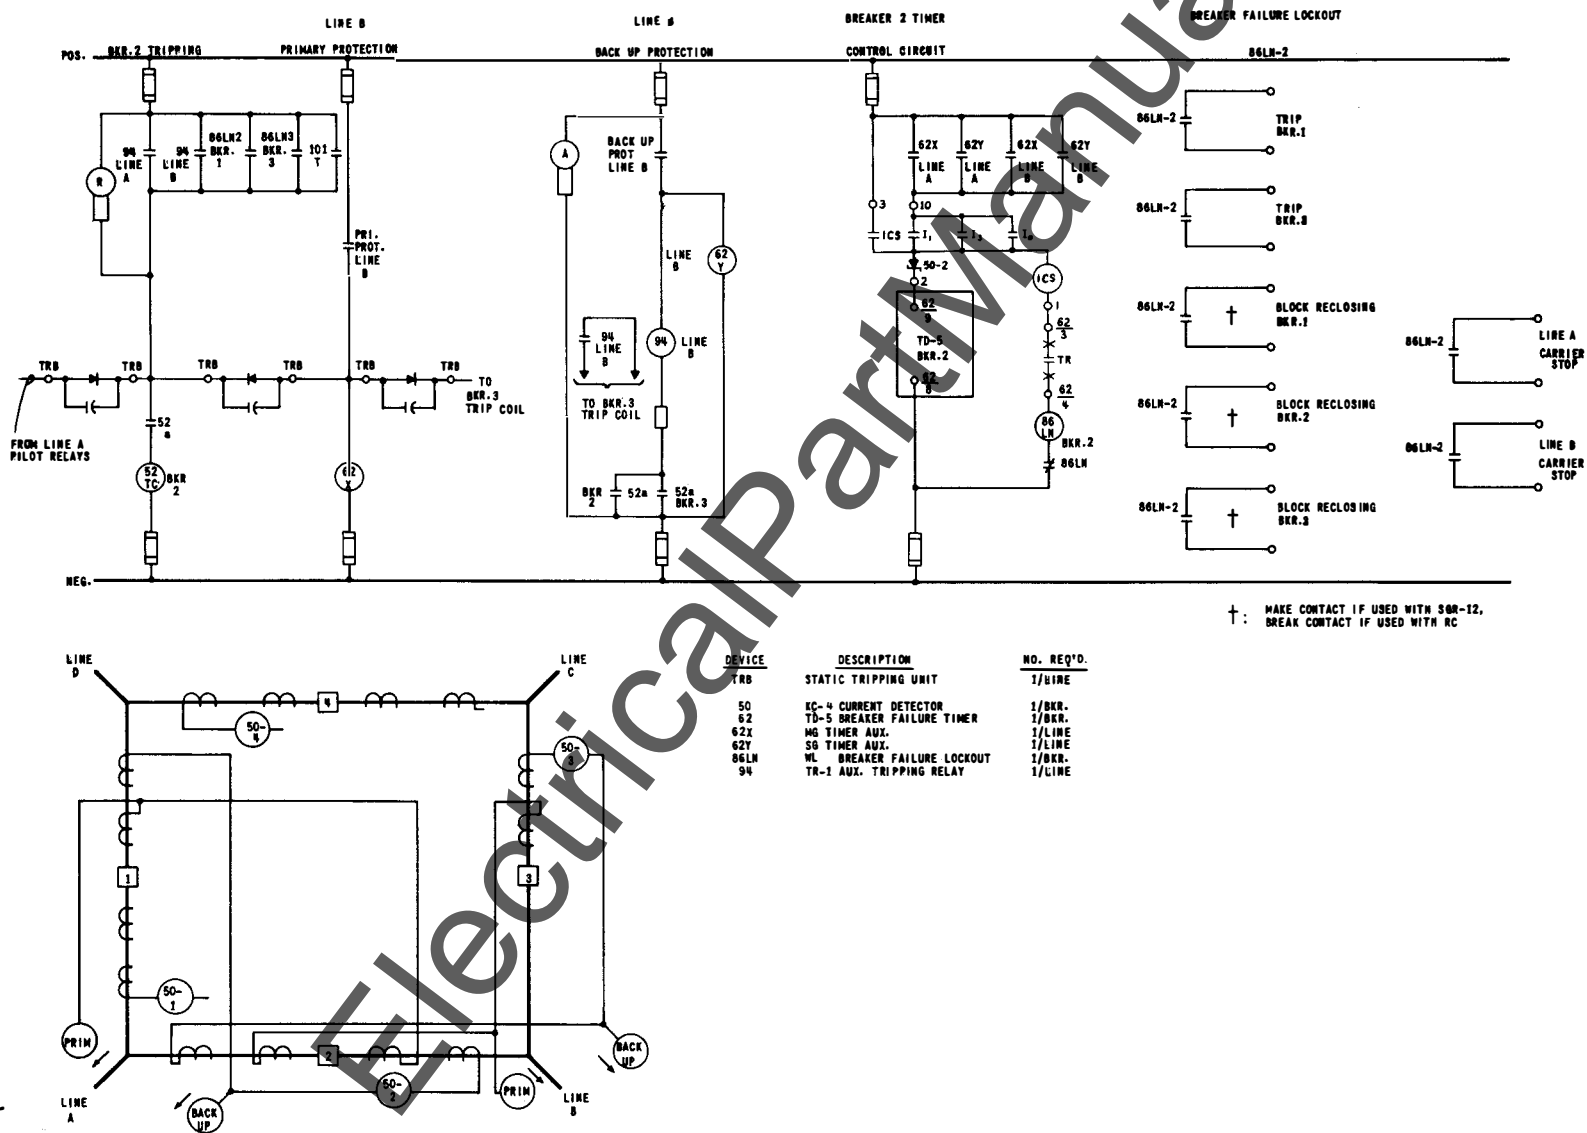 LINE B
LINE B
BREAKER 2 TIMER
BREAKER FAILURE LOCKOUT
POS.
BKR.2 TRIPPING
PRIMARY PROTECTION
BACK UP PROTECTION
CONTROL CIRCUIT
86LN-2
R
94
LINE
A
94
LINE
B
86LN2
BKR.
1
86LN3
BKR.
3
101
T
PRI.
PROT.
LINE
B
A
BACK UP
PROT
LINE B
LINE
B
62
Y
94
LINE
B
94
LINE
B
TO BKR.3
TRIP COIL
BKR
2
52a
52a
BKR.3
62X
LINE
A
62Y
LINE
A
62X
LINE
B
62Y
LINE
B
3
10
ICS
I1
I3
I0
50-2
2
62
9
TD-5
BKR.2
62
8
ICS
1
62
3
TR
62
4
86
LN
BKR.2
86LN
86LN-2
TRIP
BKR.1
86LN-2
TRIP
BKR.3
86LN-2
†
BLOCK RECLOSING
BKR.1
86LN-2
†
BLOCK RECLOSING
BKR.2
86LN-2
†
BLOCK RECLOSING
BKR.3
86LN-2
LINE A
CARRIER
STOP
86LN-2
LINE B
CARRIER
STOP
TRB
TRB
TRB
TRB
TRB
TRB
TO
BKR.3
TRIP COIL
FROM LINE A
PILOT RELAYS
52
a
52
TC
BKR
2
62
X
NEG.
†: MAKE CONTACT IF USED WITH SGR-12,
BREAK CONTACT IF USED WITH RC
DEVICE DESCRIPTION NO. REQ'D.
TRB STATIC TRIPPING UNIT 1/LINE
50 KC-4 CURRENT DETECTOR 1/BKR.
62 TD-5 BREAKER FAILURE TIMER 1/BKR.
62X MG TIMER AUX. 1/LINE
62Y SG TIMER AUX. 1/LINE
86LN WL BREAKER FAILURE LOCKOUT 1/BKR.
94 TR-1 AUX. TRIPPING RELAY 1/LINE
LINE
D
LINE
C
4
50-
4
50-
3
1
3
50-
1
PRIM
2
BACK
UP
50-
2
PRIM
LINE
A
BACK
UP
LINE
B
ElectricalPartManua